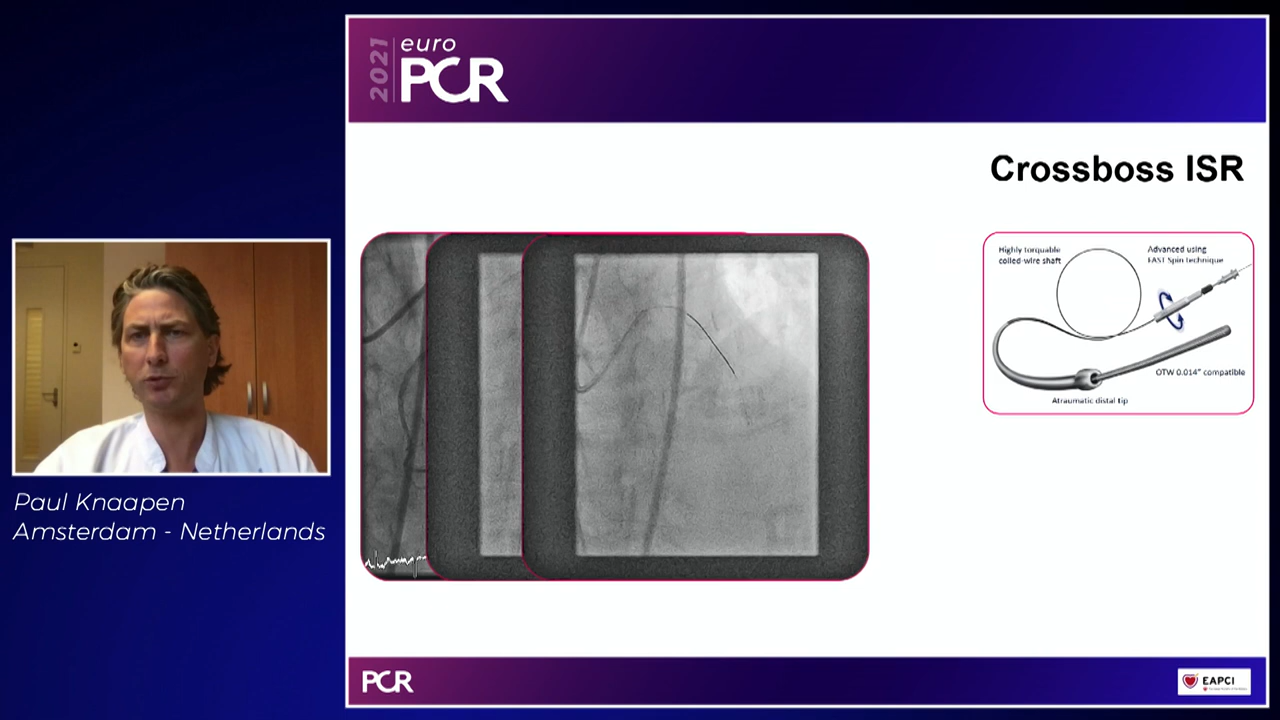 2021
euro
PCR
Crossboss ISR
Highly torquable
coiled-wire shaft
Advanced using
FAST Spin technique
OTW 0.014" compatible
Atraumatic distal tip
Paul Knaapen
Amsterdam - Netherlands
PCR
EAPCI